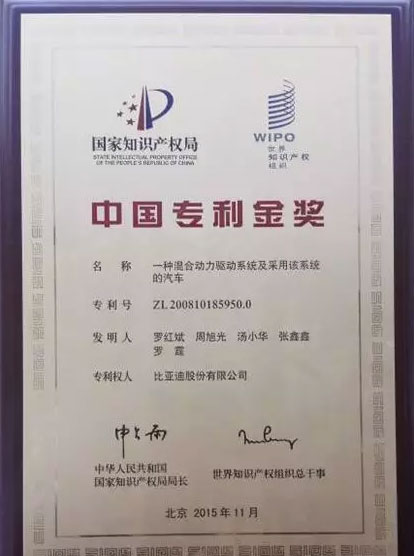 国家知识产权局
STATE INTELLECTUAL PROPERTY OFFICE
OF THE PEOPLE'S REPUBLIC OF CHINA
WIPO
世界
知识产权
组织
中国专利金奖
名称 一种混合动力驱动系统及采用该系统
的汽车
专利号 ZL200810185950.0
发明人 罗红斌 周旭光 汤小华 张鑫鑫
罗霆
专利权人 比亚迪股份有限公司
中华人民共和国
国家知识产权局局长
世界知识产权组织总干事
北京 2015年11月